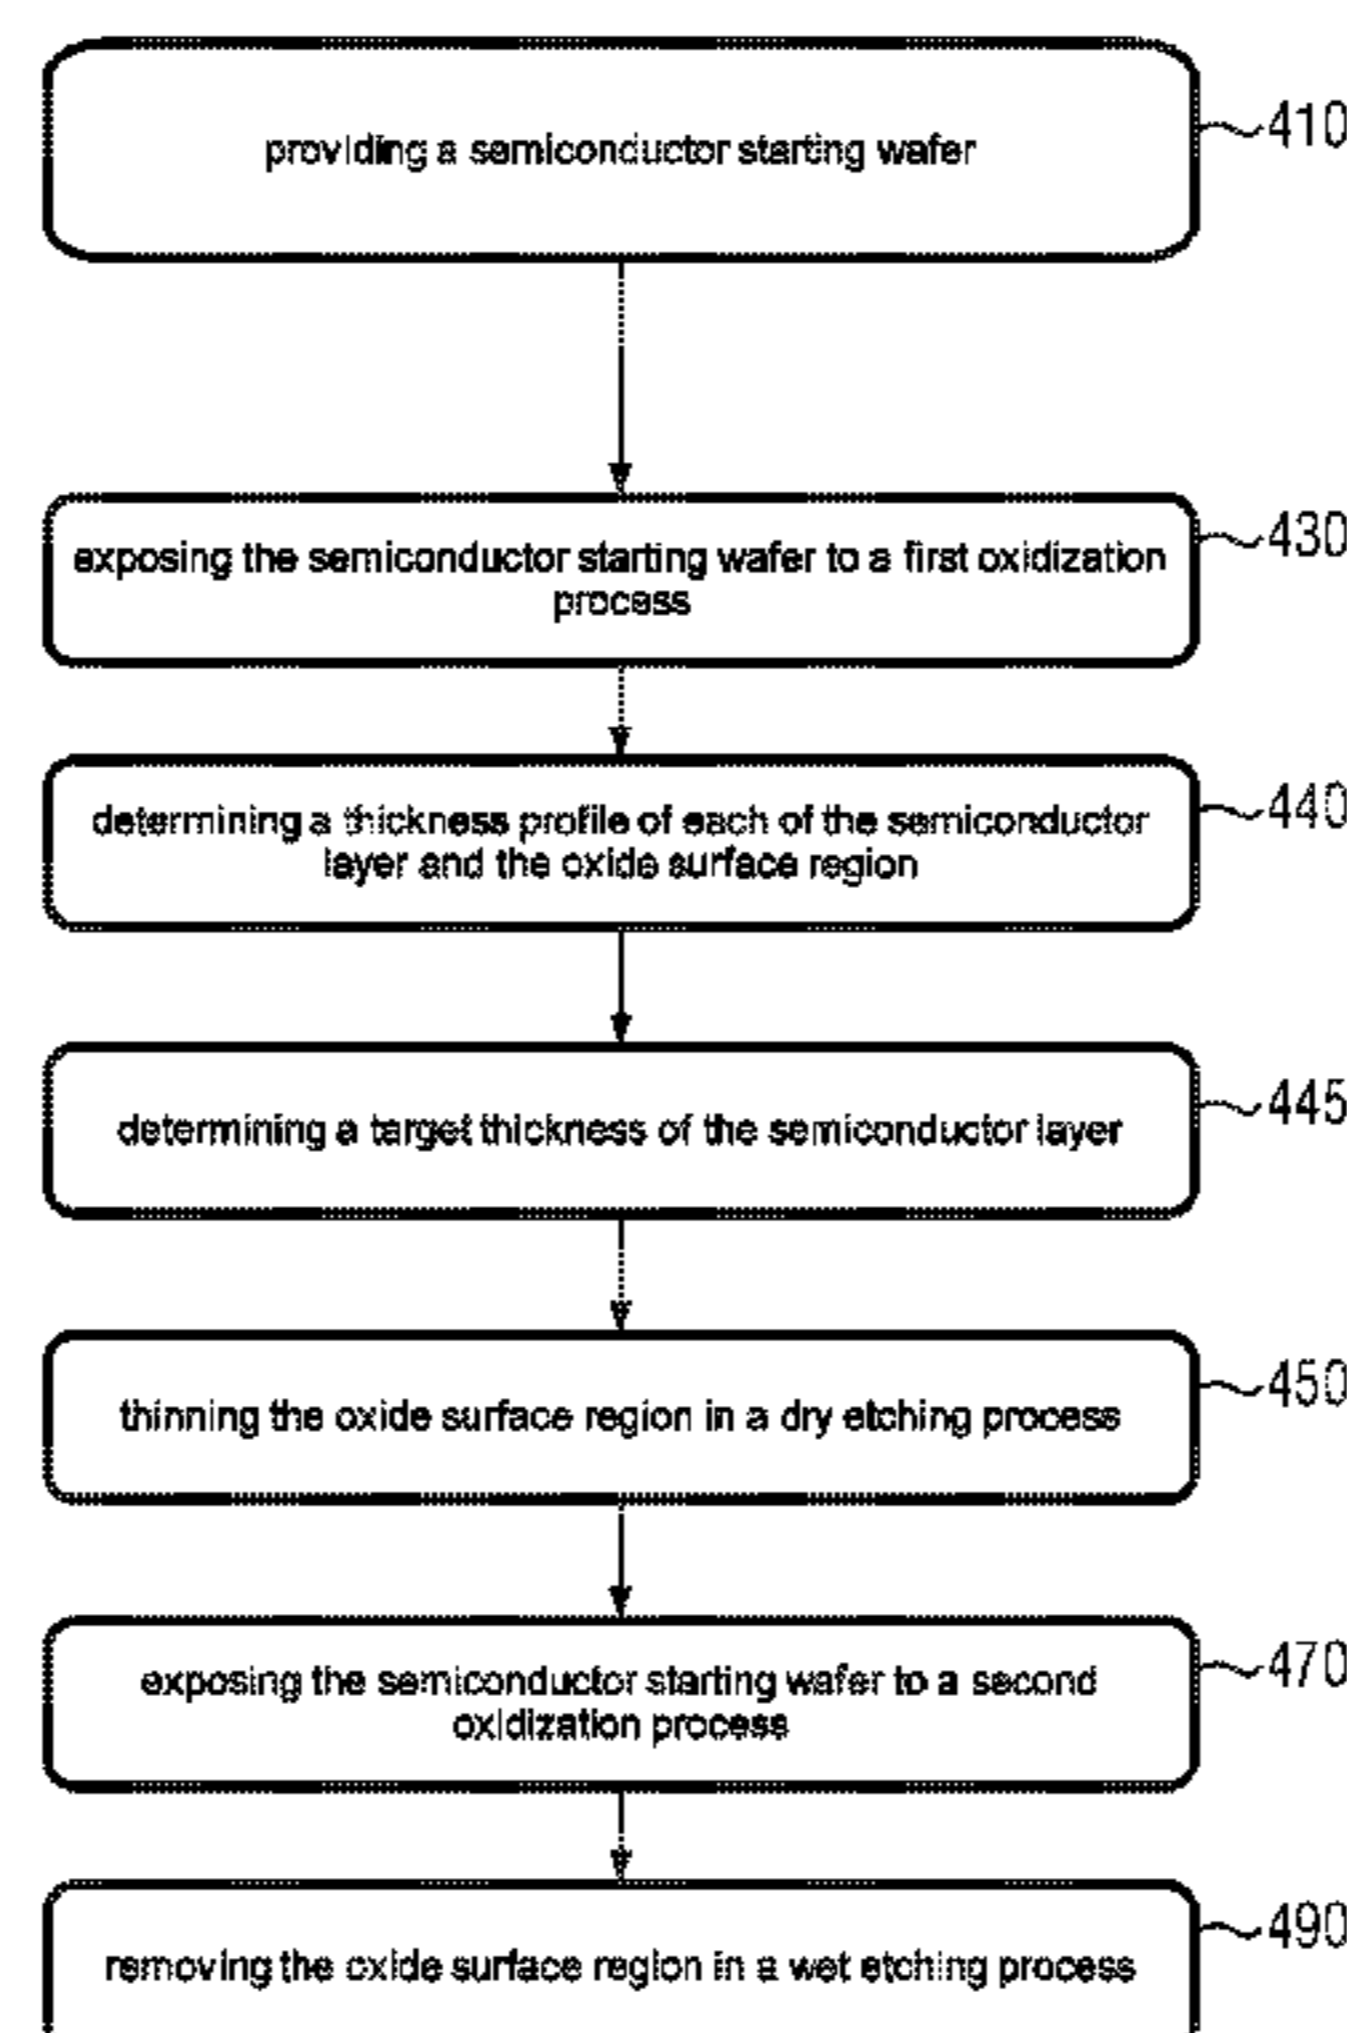 providing a semiconductor starting wafer
410
exposing the semiconductor starting wafer to a first oxidization
process
430
determining a thickness profile of each of the semiconductor
layer and the oxide surface region
440
determining a target thickness of the semiconductor layer
445
thinning the oxide surface region in a dry etching process
450
exposing the semiconductor starting wafer to a second
oxidization process
470
removing the oxide surface region in a wet etching process
490